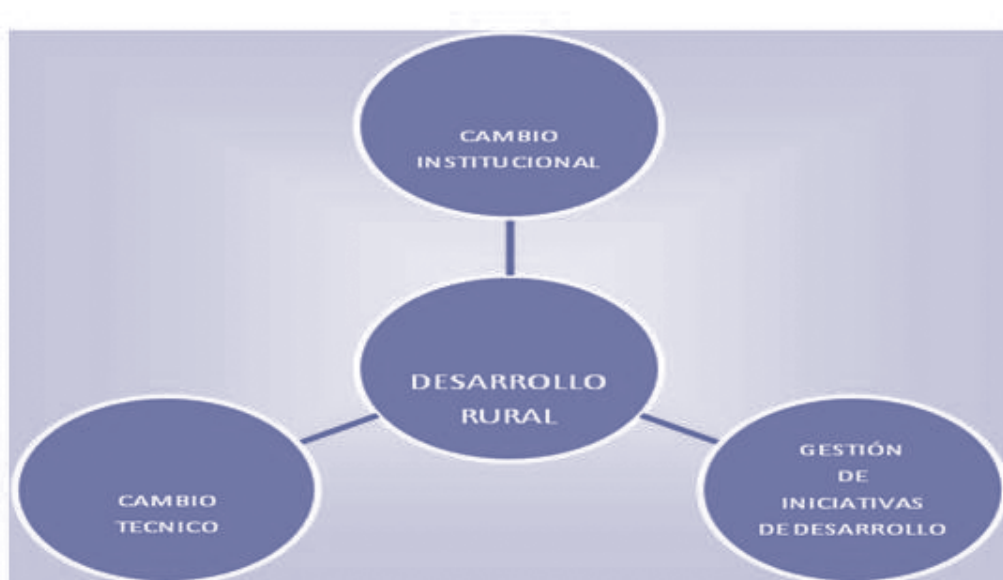 CAMBIO
INSTITUCIONAL
DESARROLLO
RURAL
CAMBIO
TECNICO
GESTIÓN
DE
INICIATIVAS
DE DESARROLLO